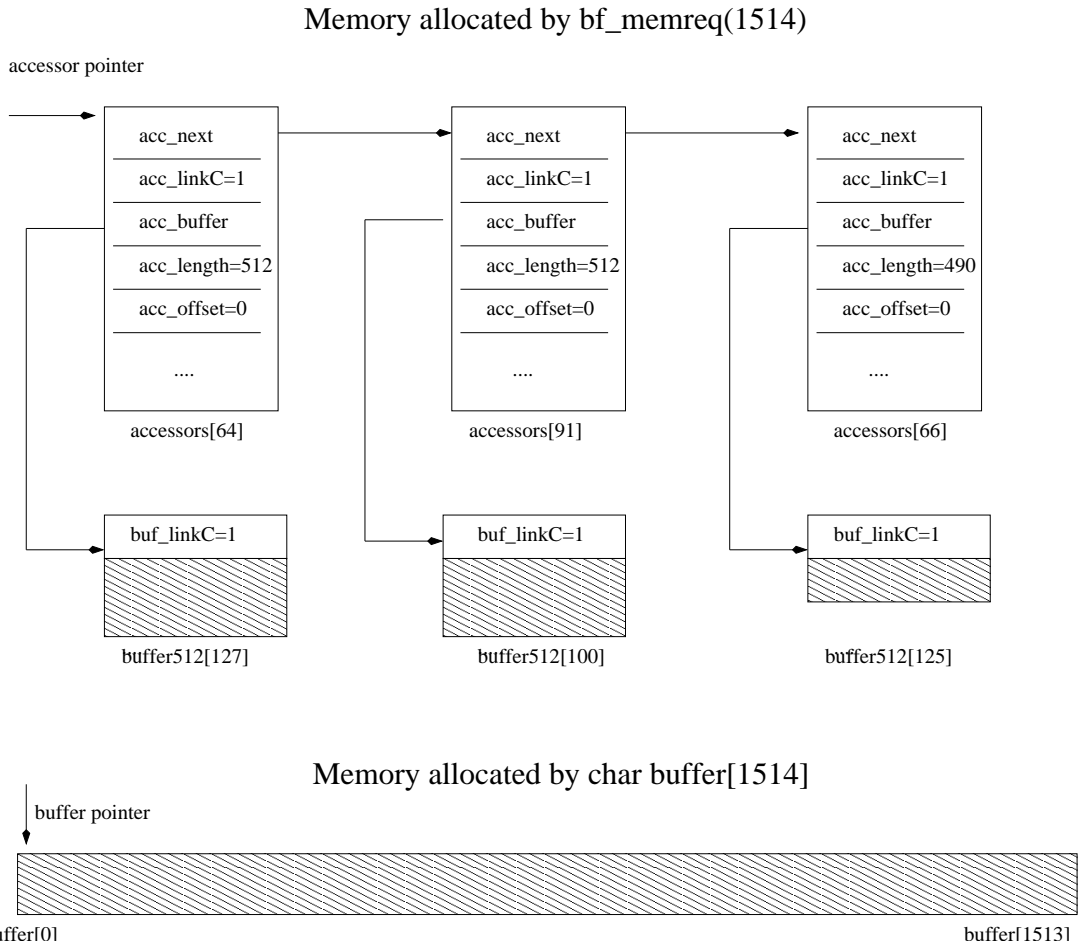 Memory allocated by bf_memreq(1514)
accessor pointer
acc_next
acc_linkC=1
acc_buffer
acc_length=512
acc_offset=0
....
accessors[64]
acc_next
acc_linkC=1
acc_buffer
acc_length=512
acc_offset=0
....
accessors[91]
acc_next
acc_linkC=1
acc_buffer
acc_length=490
acc_offset=0
....
accessors[66]
buf_linkC=1
buffer512[127]
buf_linkC=1
buffer512[100]
buf_linkC=1
buffer512[125]
Memory allocated by char buffer[1514]
buffer pointer
uffer[0]
buffer[1513]